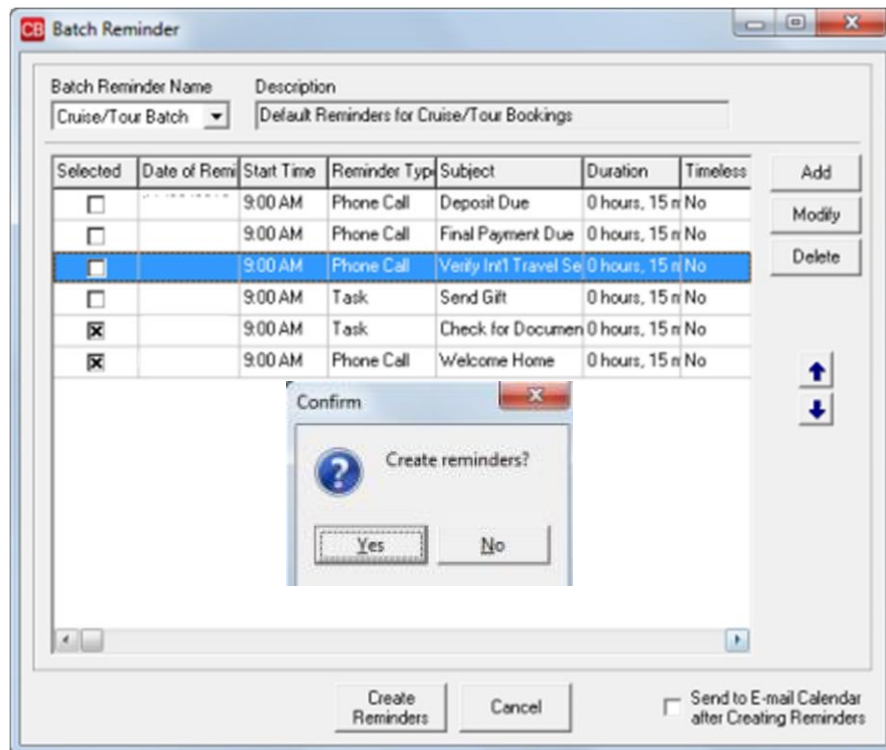 CB Batch Reminder
Batch Reminder Name Description
Cruise/Tour Batch Default Reminders for Cruise/Tour Bookings
Selected Date of Remi Start Time Reminder Typ Subject Duration Timeless Add
9:00 AM Phone Call Deposit Due 0 hours, 15 m No
Modify
9:00 AM Phone Call Final Payment Due 0 hours, 15 m No
9:00 AM Phone Call Verify Int'l Travel Se 0 hours, 15 m No Delete
9:00 AM Task Send Gift 0 hours, 15 m No
9:00 AM Task Check for Documen 0 hours, 15 m No
9:00 AM Phone Call Welcome Home 0 hours, 15 m No
Confirm
Create reminders?
Yes No
Create
Reminders
Cancel
Send to E-mail Calendar
after Creating Reminders